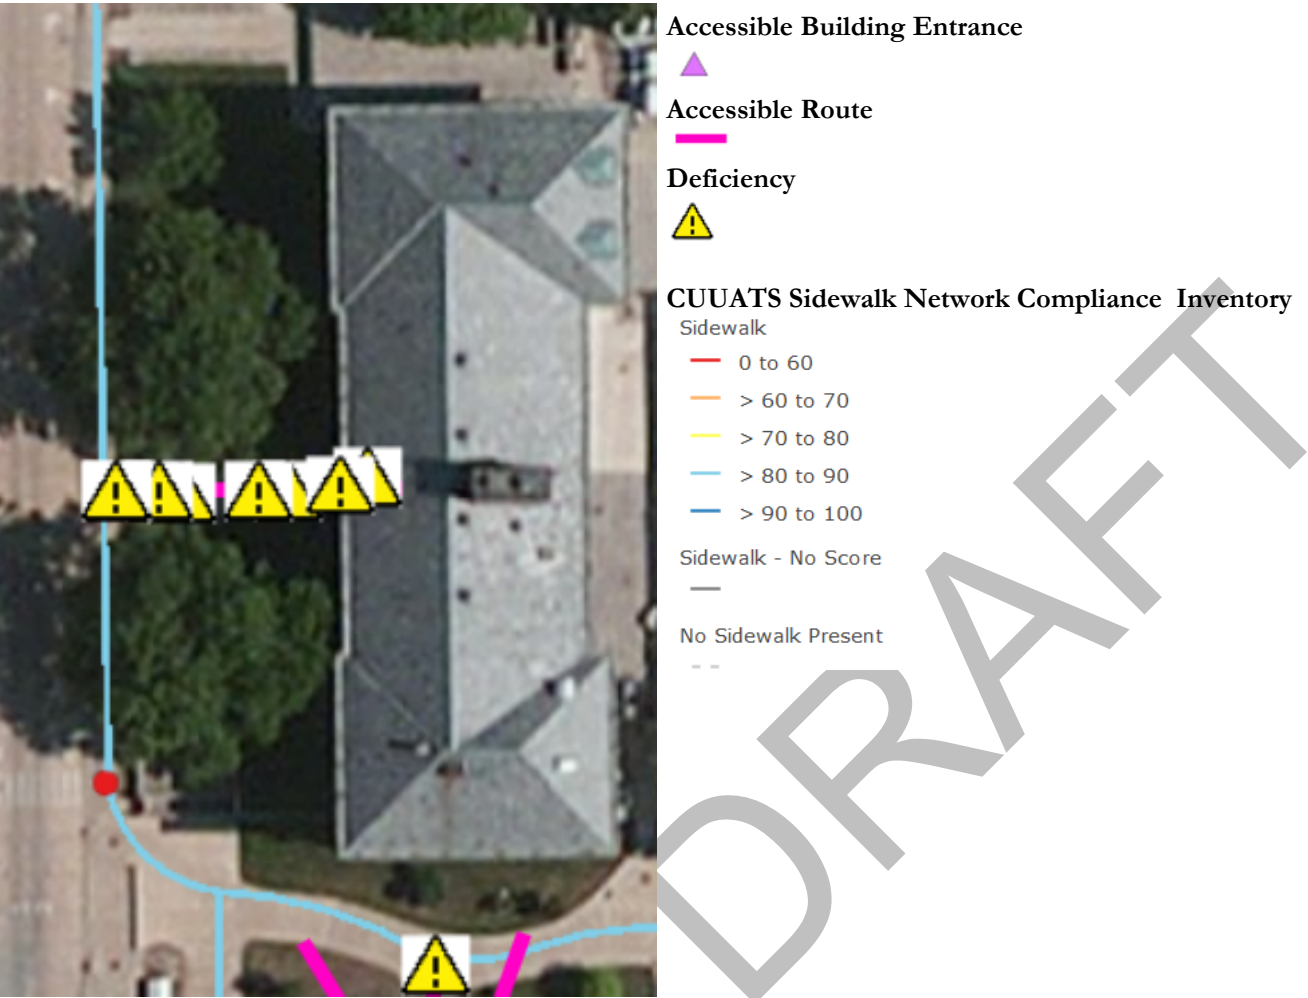 Accessible Building Entrance
Accessible Route
Deficiency
CUUATS Sidewalk Network Compliance Inventory
Sidewalk
0 to 60
> 60 to 70
> 70 to 80
> 80 to 90
> 90 to 100
Sidewalk - No Score
No Sidewalk Present
DRAFT